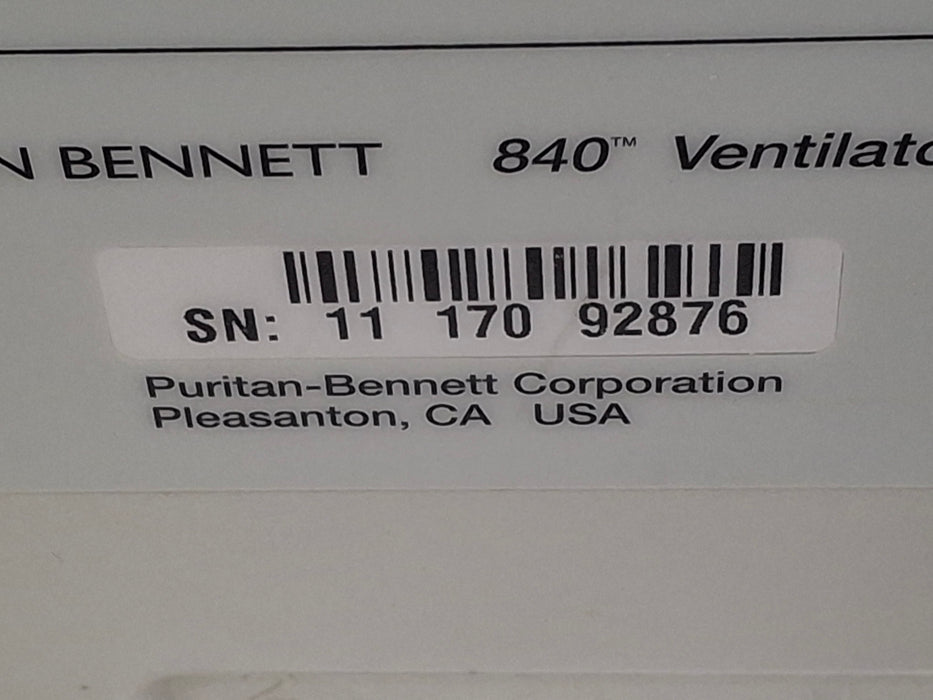 N BENNETT 840™ Ventilato
SN: 11 170 92876
Puritan-Bennett Corporation
Pleasanton, CA USA